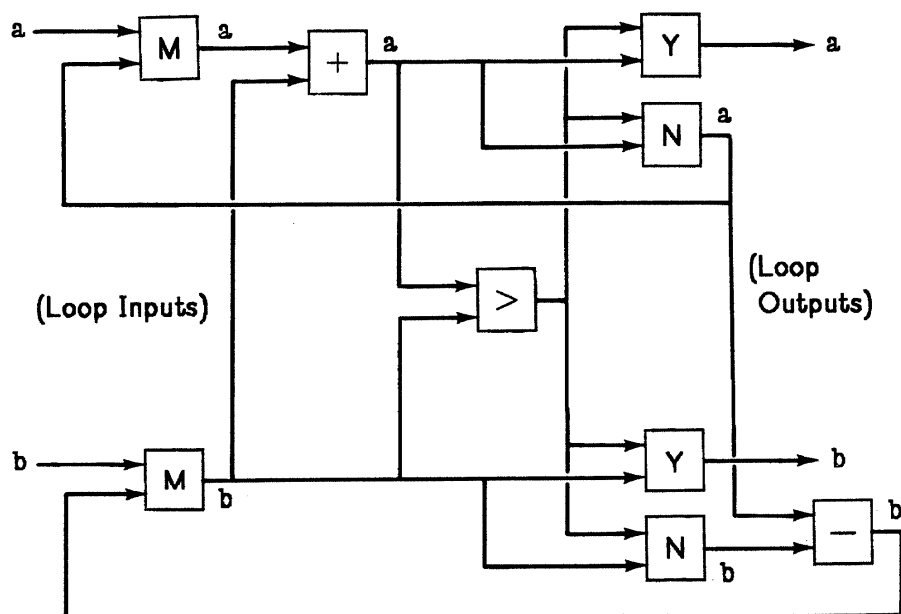 a M a + a Y a
N a
(Loop Inputs) > (Loop
Outputs)
b M b Y b
N b − b